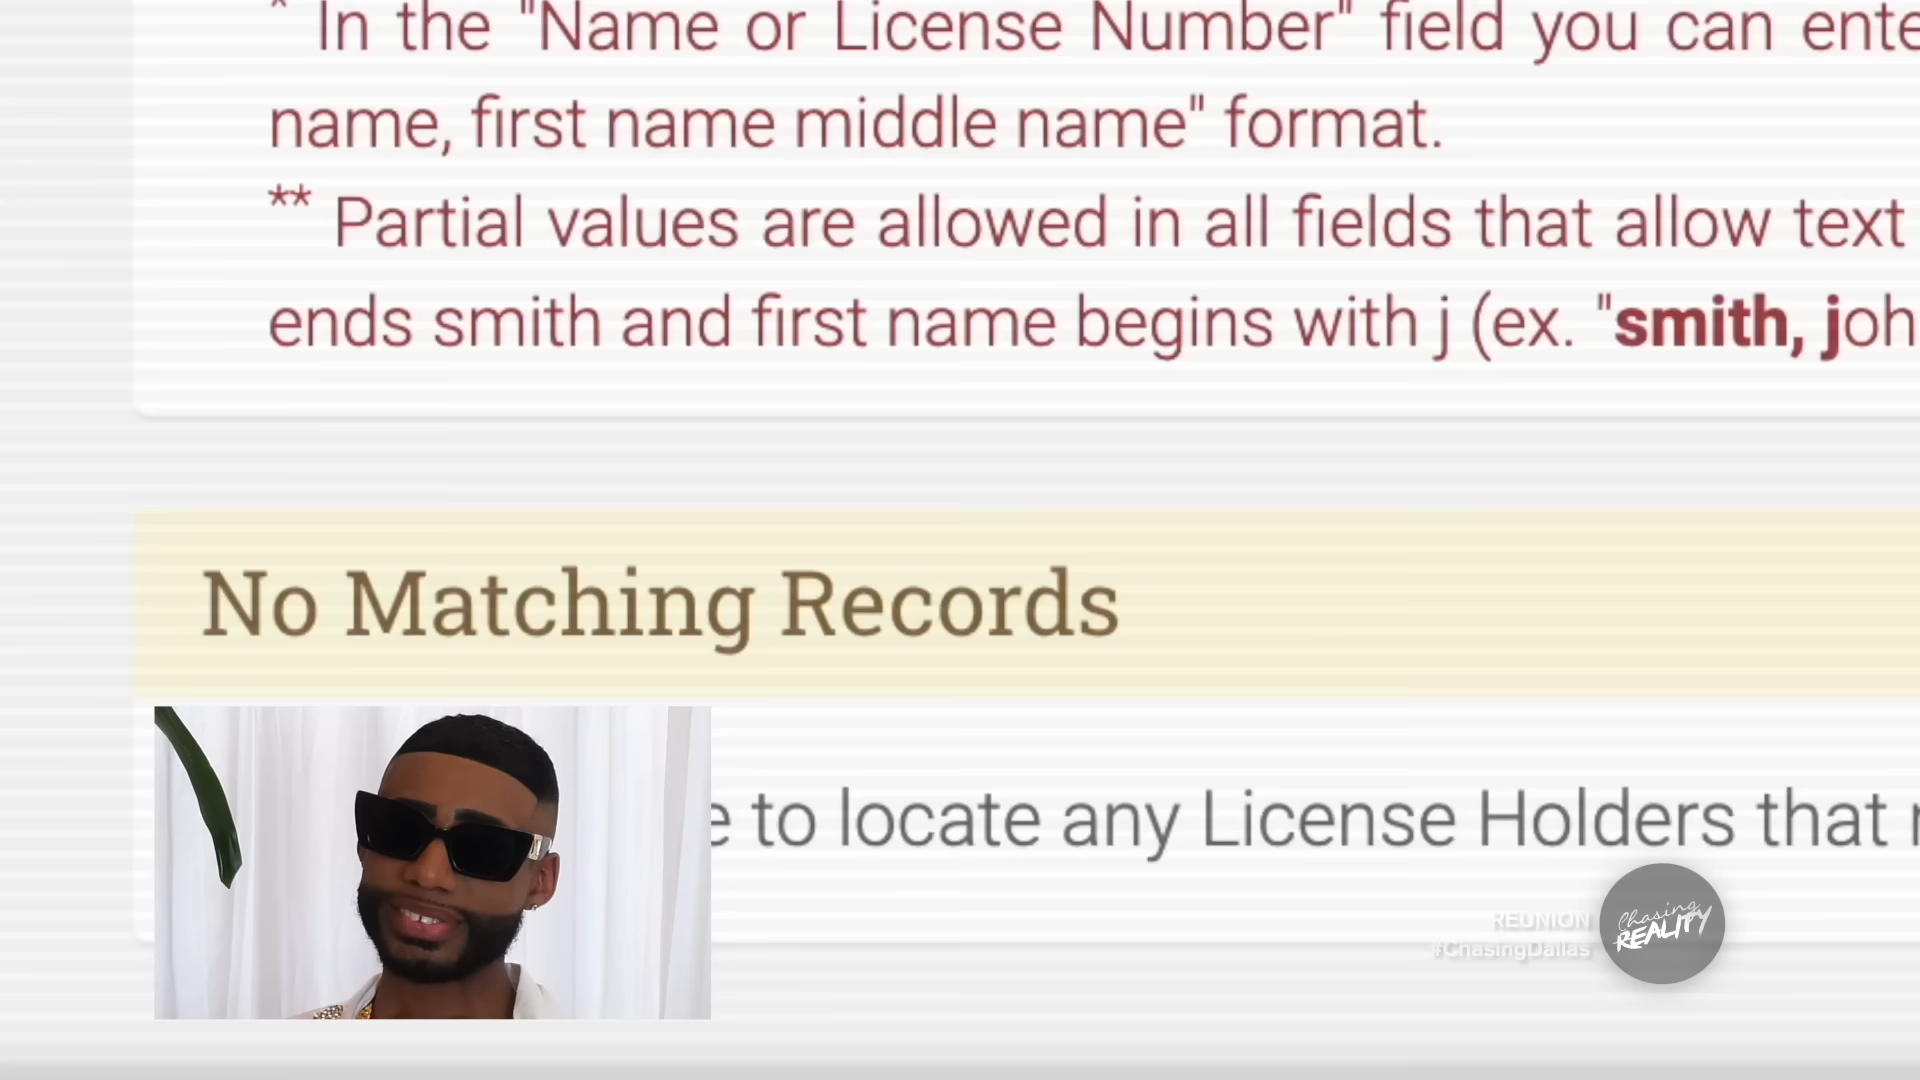 * In the "Name or License Number" field you can ente
name, first name middle name" format.
** Partial values are allowed in all fields that allow text
ends smith and first name begins with j (ex. "smith, joh
No Matching Records
e to locate any License Holders that
REUNION
#ChasingDallas
Chasing
REALITY